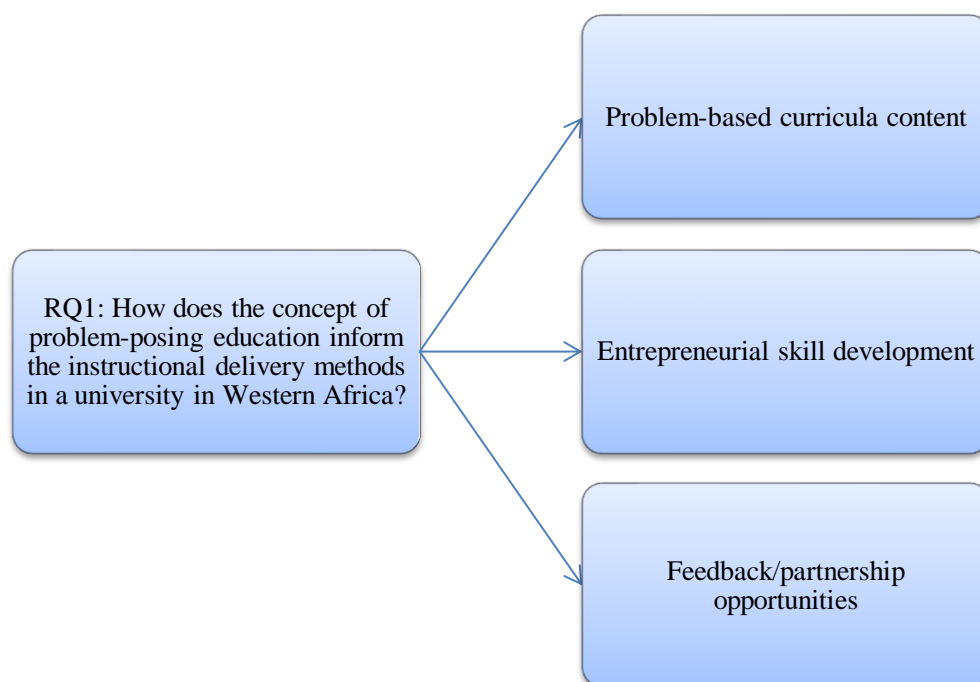 Problem-based curricula content
RQ1: How does the concept of
problem-posing education inform
the instructional delivery methods
in a university in Western Africa?
Entrepreneurial skill development
Feedback/partnership
opportunities